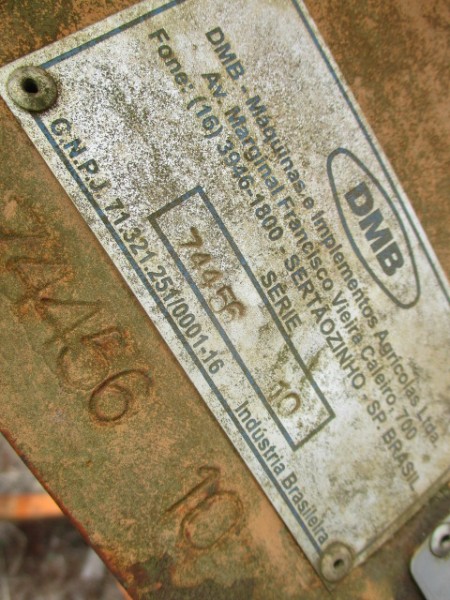 DMB
DMB - Máquinas e Implementos Agrícolas Ltda.
Av. Marginal Francisco Vieira Caleiro, 700
Fone: (16) 3946-1800 - SERTÃOZINHO - SP. BRASIL
SÉRIE
74456 10
C.N.P.J. 71.321.251/0001-16 Indústria Brasileira
74456 10